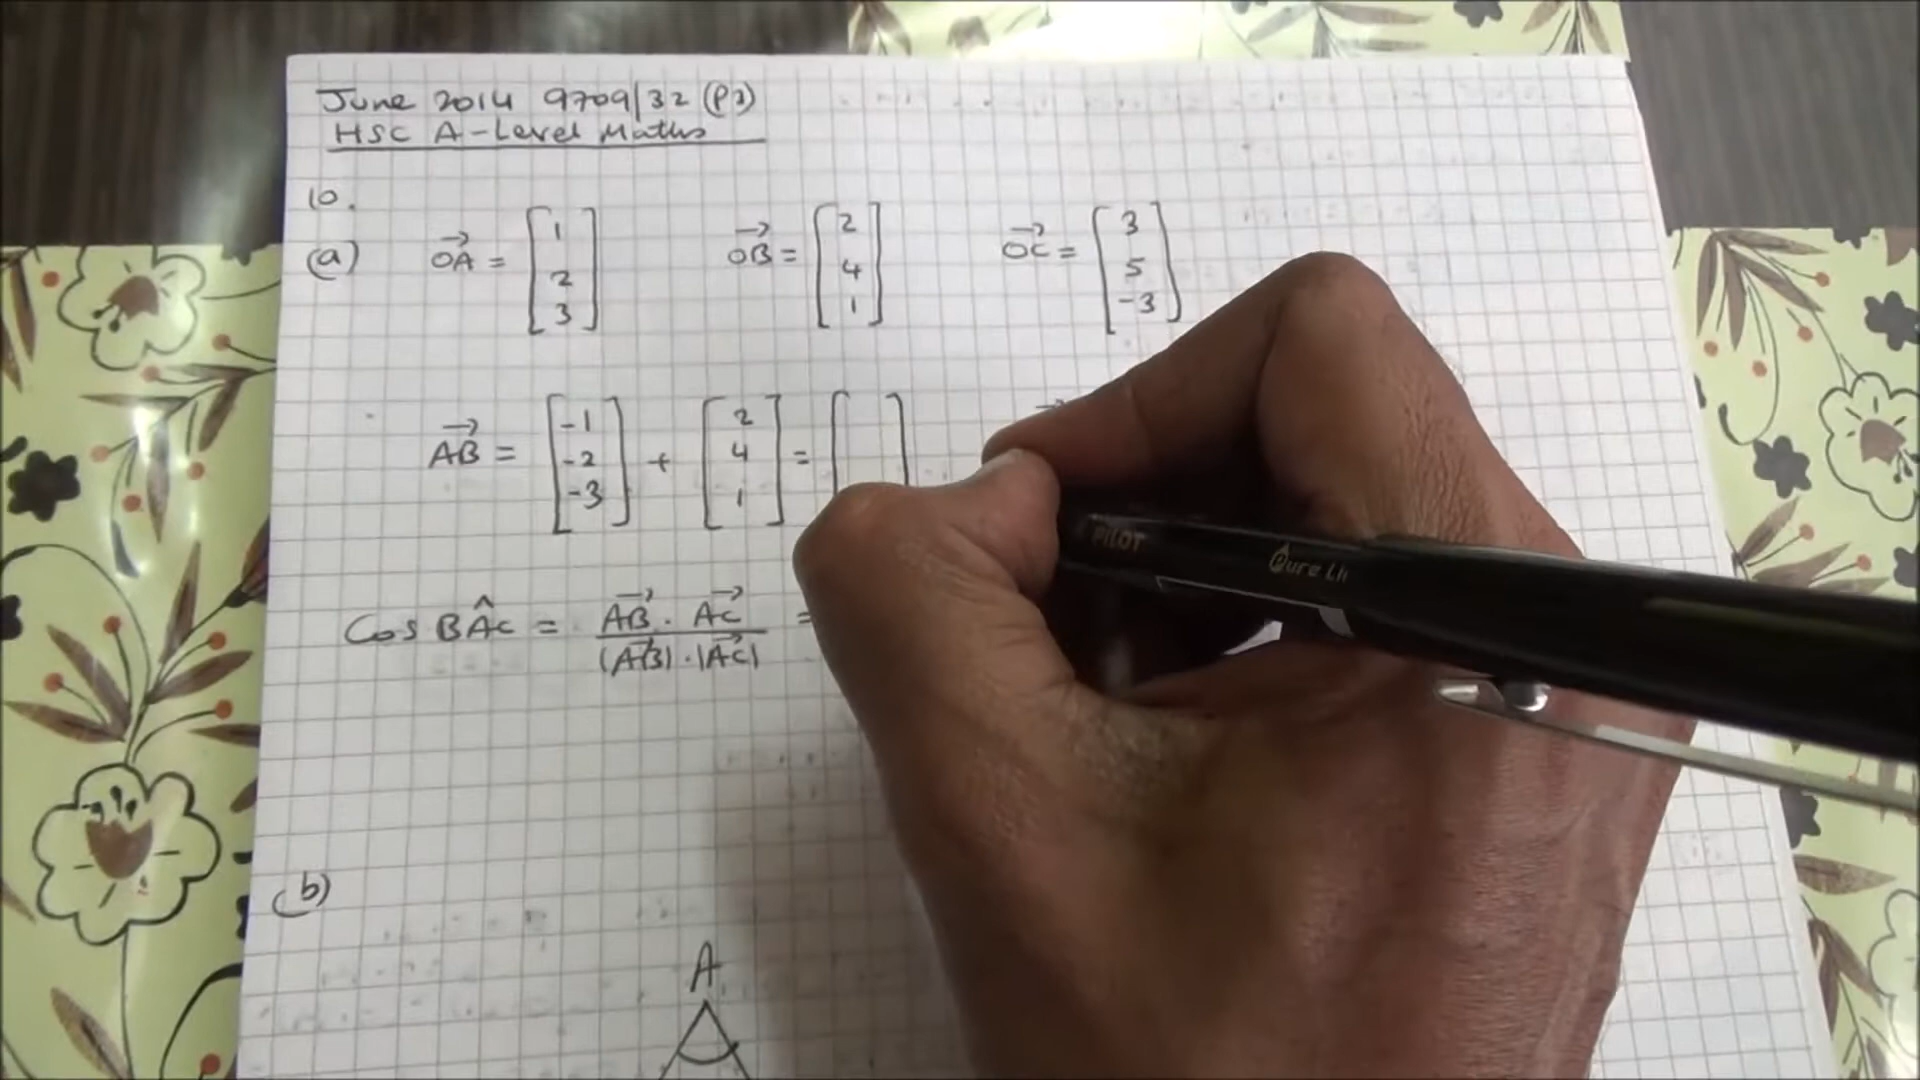 June 2014 9709/32 (P3)
HSC A-Level Maths
10.
(a) OA = [1 2 3] OB = [2 4 1] OC = [3 5 -3]
AB = [-1 -2 -3] + [2 4 1] = [ ]
Cos BÂC = AB . AC / |AB| . |AC| =
(b)
A
PILOT